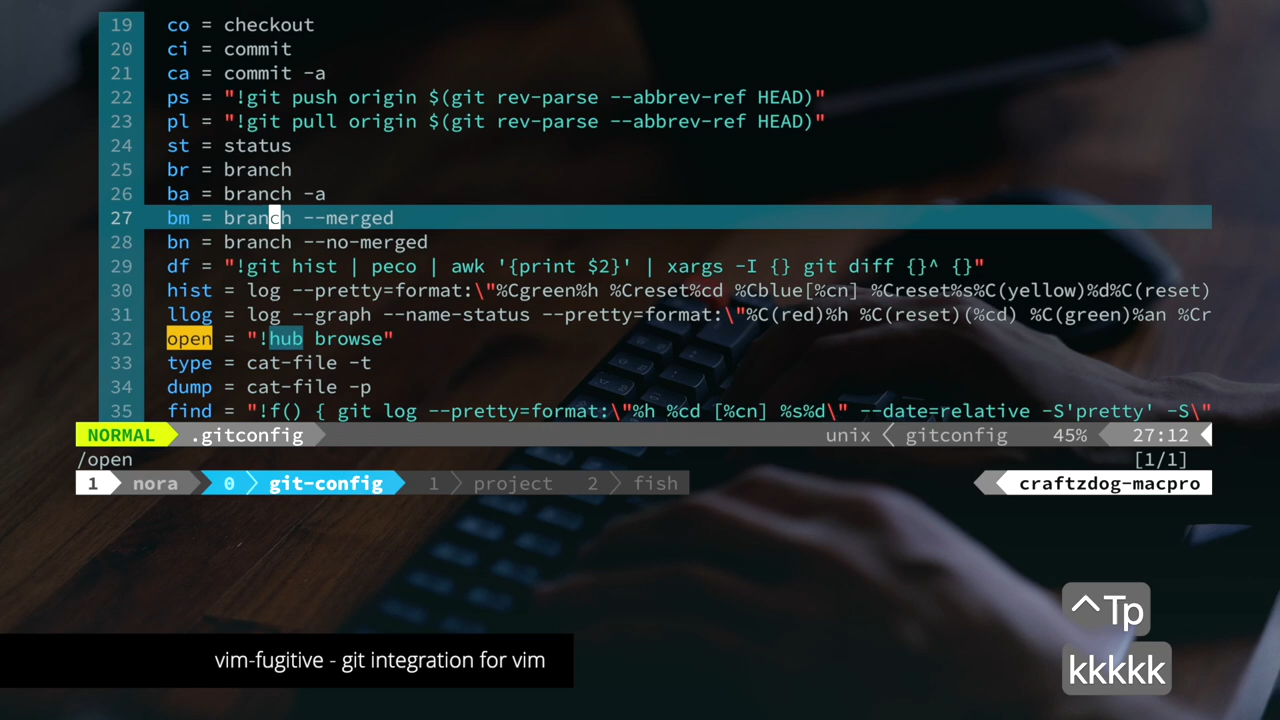 19 co = checkout
20 ci = commit
21 ca = commit -a
22 ps = "!git push origin $(git rev-parse --abbrev-ref HEAD)"
23 pl = "!git pull origin $(git rev-parse --abbrev-ref HEAD)"
24 st = status
25 br = branch
26 ba = branch -a
27 bm = branch --merged
28 bn = branch --no-merged
29 df = "!git hist | peco | awk '{print $2}' | xargs -I {} git diff {}^ {}"
30 hist = log --pretty=format:\"%Cgreen%h %Creset%cd %Cblue[%cn] %Creset%s%C(yellow)%d%C(reset)
31 llog = log --graph --name-status --pretty=format:\"%C(red)%h %C(reset)(%cd) %C(green)%an %Cr
32 open = "!hub browse"
33 type = cat-file -t
34 dump = cat-file -p
35 find = "!f() { git log --pretty=format:\"%h %cd [%cn] %s%d\" --date=relative -S'pretty' -S\"
NORMAL .gitconfig unix gitconfig 45% 27:12
/open [1/1]
1 nora 0 git-config 1 project 2 fish craftzdog-macpro
^Tp
vim-fugitive - git integration for vim
kkkkk